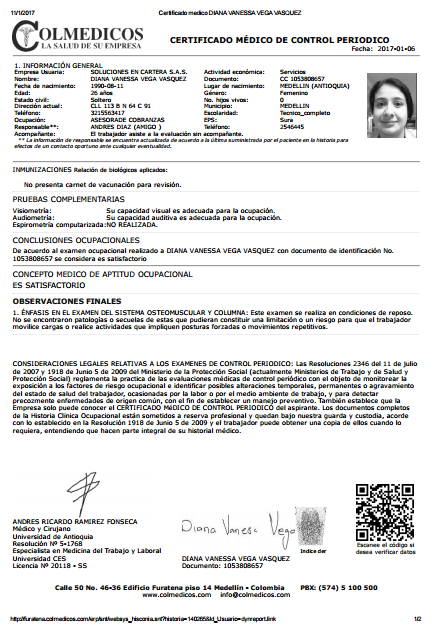 11/1/2017 Certificado medico DIANA VANESSA VEGA VASQUEZ
COLMEDICOS
LA SALUD DE SU EMPRESA
CERTIFICADO MÉDICO DE CONTROL PERIODICO
Fecha: 2017-01-06
1. INFORMACIÓN GENERAL
Empresa Usuaria: SOLUCIONES EN CARTERA S.A.S. Actividad económica: Servicios
Nombre: DIANA VANESSA VEGA VASQUEZ Documento: CC 1053808657
Fecha de nacimiento: 1990-08-11 Lugar de nacimiento: MEDELLIN (ANTIOQUIA)
Edad: 26 años Género: Femenino
Estado civil: Soltero No. hijos vivos: 0
Dirección actual: CLL 113 B N 64 C 91 Municipio: MEDELLIN
Teléfono: 3215563417 Escolaridad: Tecnico_completo
Ocupación: ASESORADE COBRANZAS EPS: Sura
Responsable**: ANDRES DIAZ (AMIGO ) Teléfono: 2546445
Acompañante: El trabajador asiste a la evaluación sin acompañante.
** La información de responsable se encuentra actualizada de acuerdo a la última suministrada por el paciente en la historia para
efectos de un contacto oportuno ante cualquier eventualidad.
INMUNIZACIONES Relación de biológicos aplicados:
No presenta carnet de vacunación para revisión.
PRUEBAS COMPLEMENTARIAS
Visiometría: Su capacidad visual es adecuada para la ocupación.
Audiometría: Su capacidad auditiva es adecuada para la ocupación.
Espirometría computarizada:NO REALIZADA.
CONCLUSIONES OCUPACIONALES
De acuerdo al examen ocupacional realizado a DIANA VANESSA VEGA VASQUEZ con documento de identificación No.
1053808657 se considera es satisfactorio
CONCEPTO MEDICO DE APTITUD OCUPACIONAL
ES SATISFACTORIO
OBSERVACIONES FINALES
1. ÉNFASIS EN EL EXAMEN DEL SISTEMA OSTEOMUSCULAR Y COLUMNA: Este examen se realiza en condiciones de reposo.
No se encontraron patologías o secuelas de estas que pudieran constituir una limitación o un riesgo para que el trabajador
movilice cargas o realice actividades que impliquen posturas forzadas o movimientos repetitivos.
CONSIDERACIONES LEGALES RELATIVAS A LOS EXAMENES DE CONTROL PERIODICO: Las Resoluciones 2346 del 11 de julio
de 2007 y 1918 de Junio 5 de 2009 del Ministerio de la Protección Social (actualmente Ministerios de Trabajo y de Salud y
Protección Social) reglamenta la practica de las evaluaciones médicas de control periódico con el objeto de monitorear la
exposición a los factores de riesgo ocupacional e identificar posibles alteraciones temporales, permanentes o agravamiento
del estado de salud del trabajador, ocasionadas por la labor o por el medio ambiente de trabajo, y para detectar
precozmente enfermedades de origen común, con el fin de establecer un manejo preventivo. También establece que la
Empresa solo puede conocer el CERTIFICADO MéDICO DE CONTROL PERIODICO del aspirante. Los documentos completos
de la Historia Clínica Ocupacional están sometidos a reserva profesional y quedan bajo nuestra guarda y custodia, acorde
con lo establecido en la Resolución 1918 de Junio 5 de 2009 y el trabajador puede obtener una copia de ellos cuando lo
requiera, entendiendo que hacen parte integral de su historial médico.
ANDRES RICARDO RAMIREZ FONSECA
Médico y Cirujano
Universidad de Antioquia
Resolución Nº 5-1768
Especialista en Medicina del Trabajo y Laboral
Universidad CES
Licencia Nº 20118 - SS
Diana Vanesa Vega
DIANA VANESSA VEGA VASQUEZ
Documento: 1053808657
Indice der
Escanee el código si
desea verificar datos
Calle 50 No. 46-36 Edificio Furatena piso 14 Medellín - Colombia PBX: (574) 5 100 500
www.colmedicos.com info@colmedicos.com
http://furatena.colmedicos.com/erp/snt/websys_hisconia.snt?historia=140265&Id_Usuario=dynreport.link 1/2